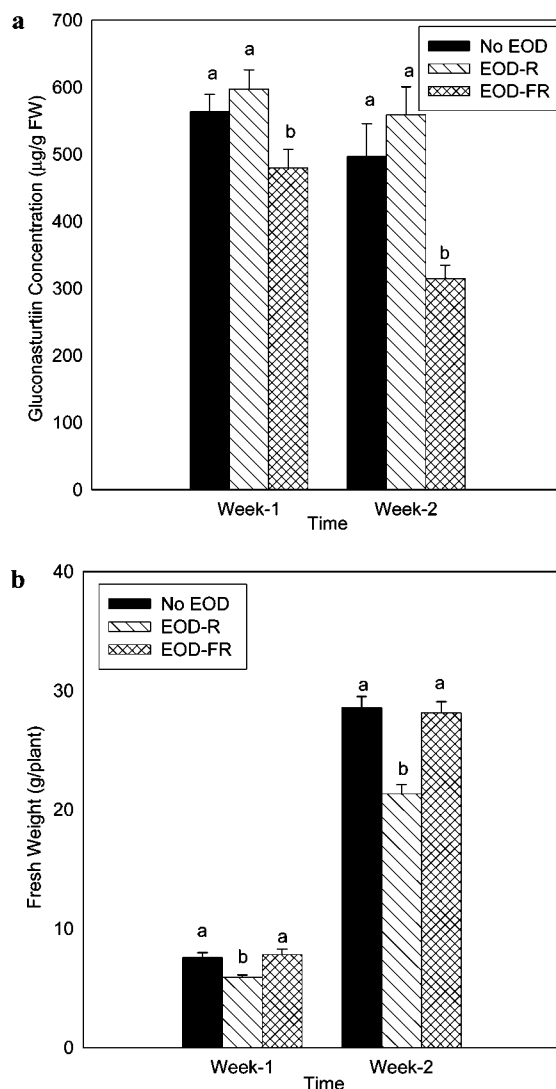 a
700
600
500
400
300
200
100
0
Gluconasturtiin Concentration (µg/g FW)
No EOD
EOD-R
EOD-FR
a
a
b
a
a
b
Week-1
Week-2
Time
b
40
30
20
10
0
Fresh Weight (g/plant)
No EOD
EOD-R
EOD-FR
a
b
a
a
b
a
Week-1
Week-2
Time